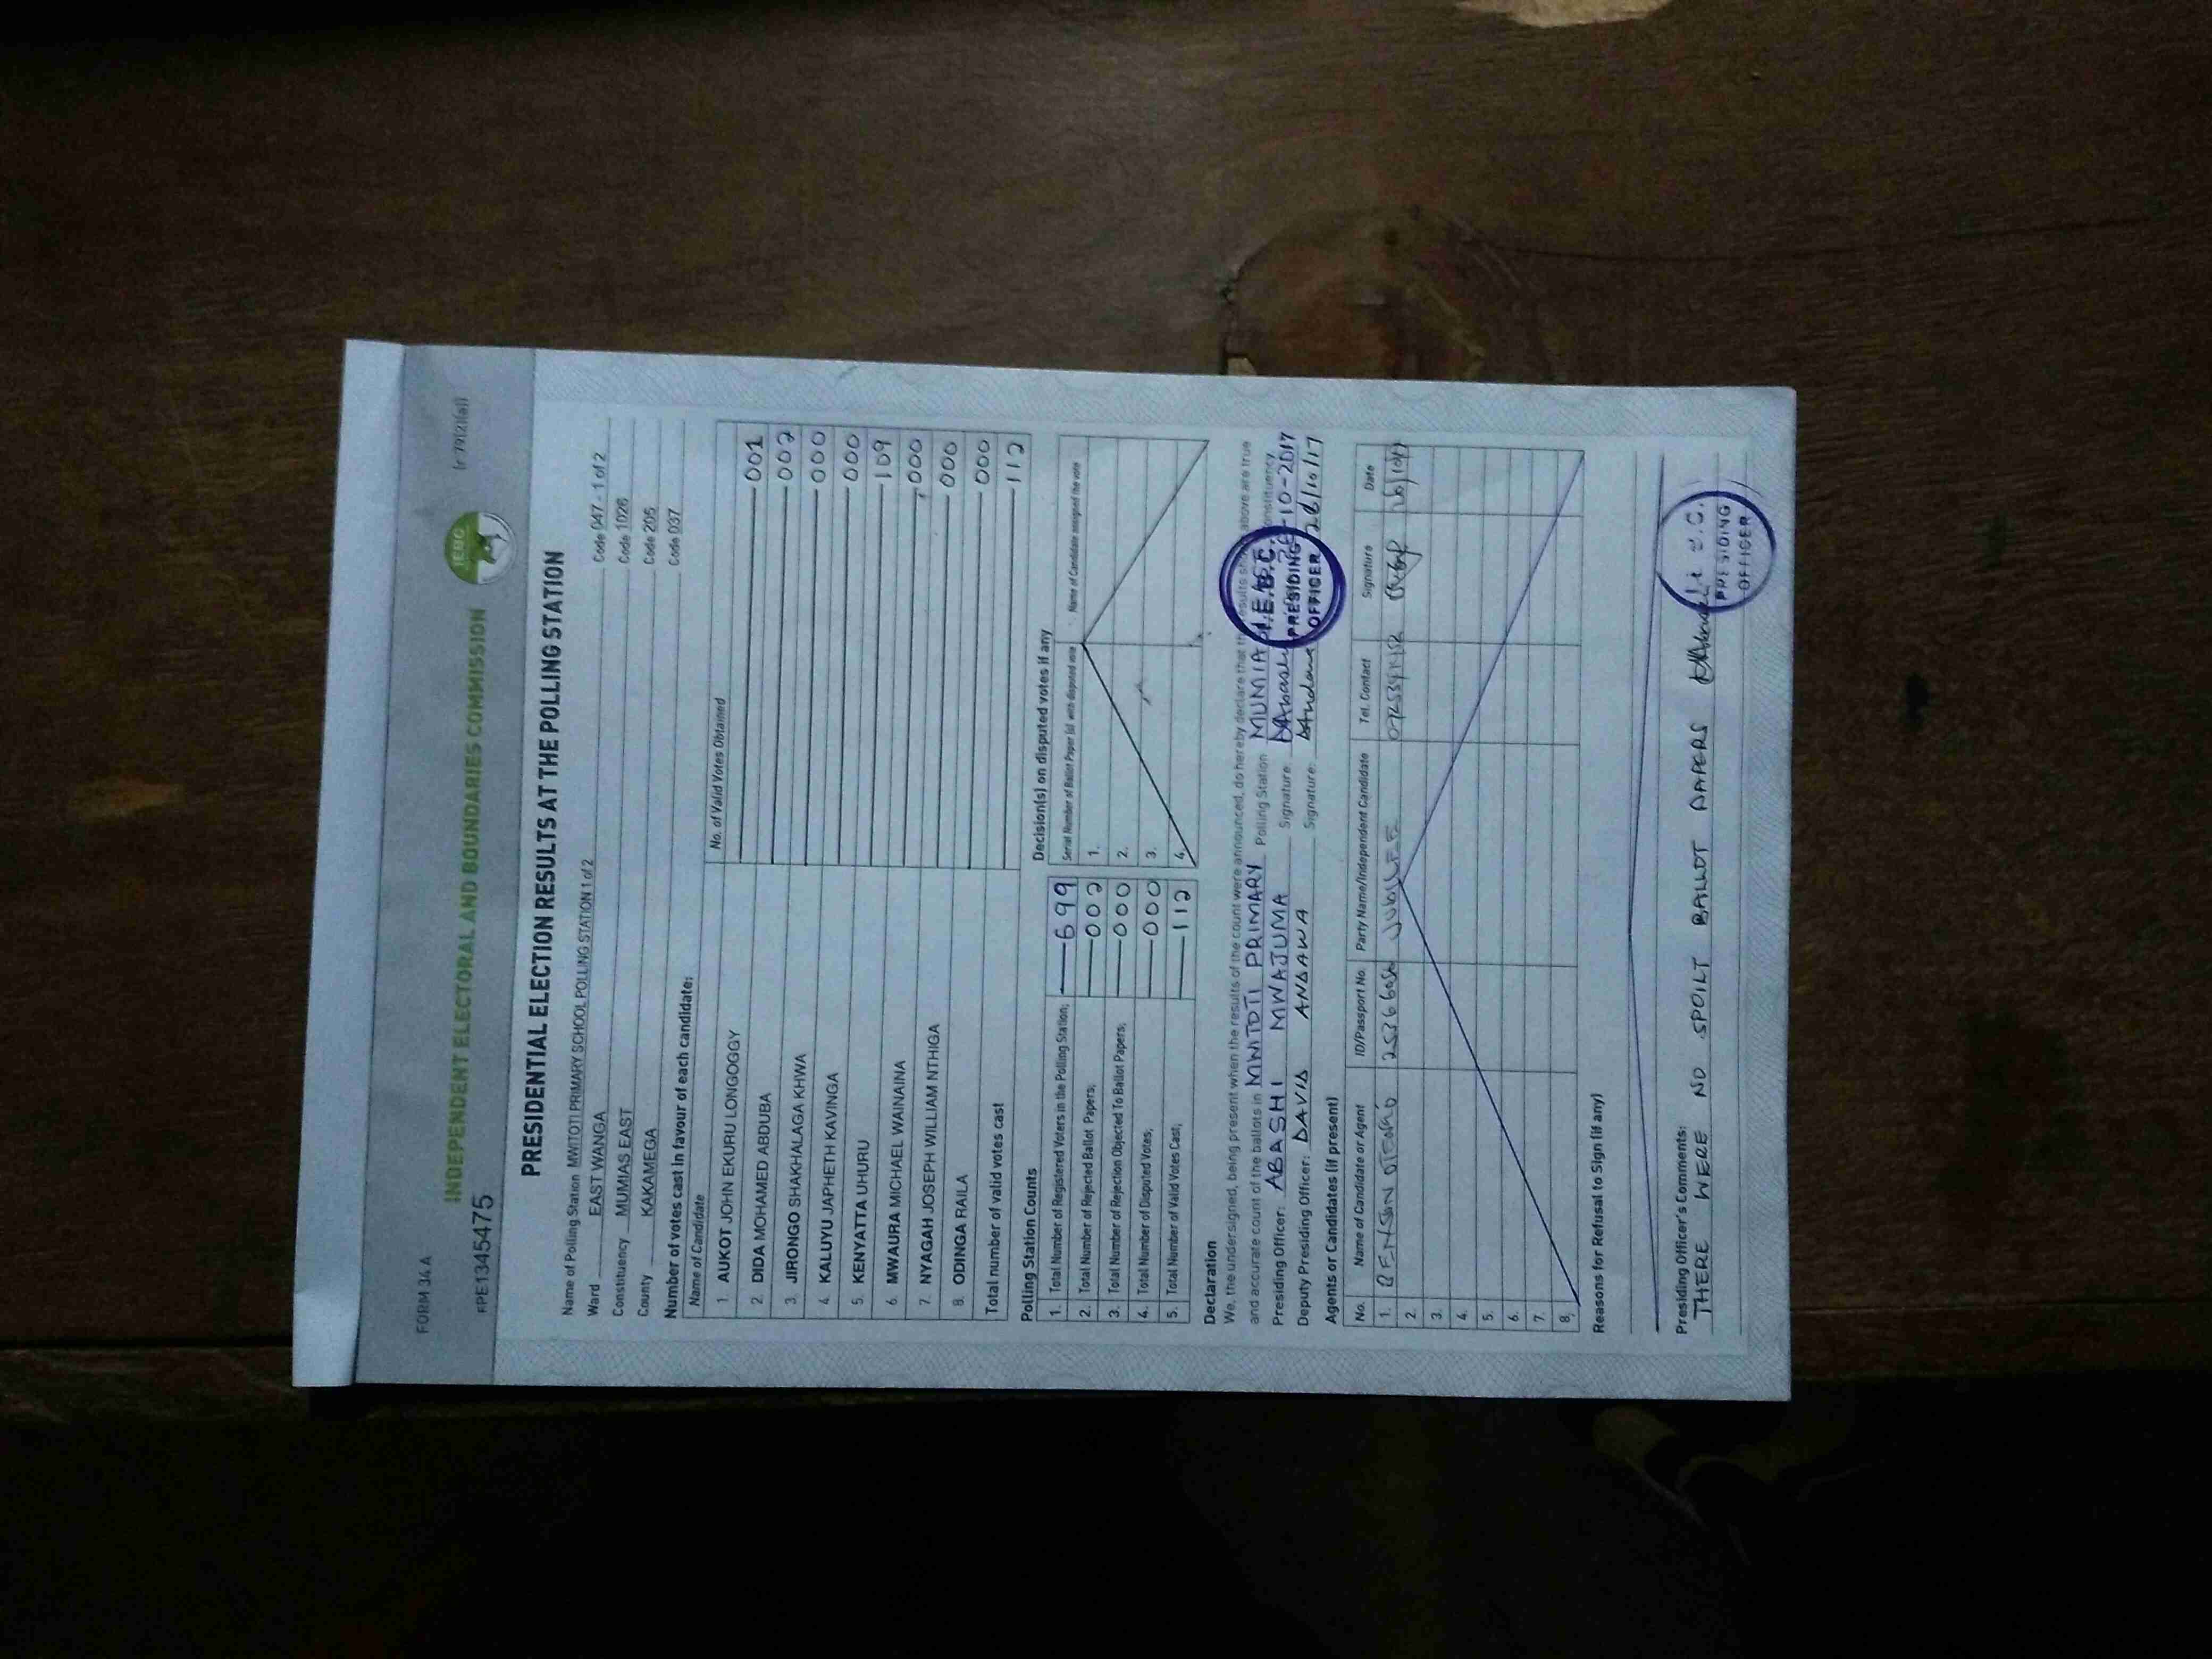 FORM 34 A
(r 79(2)(a))
INDEPENDENT ELECTORAL AND BOUNDARIES COMMISSION
IEBC
PRESIDENTIAL ELECTION RESULTS AT THE POLLING STATION
Name of Polling Station MWITOTI PRIMARY SCHOOL POLLING STATION 1 of 2 Code 047 - 1 of 2
Ward EAST WANGA Code 1026
Constituency MUMIAS EAST Code 205
County KAKAMEGA Code 037
Number of votes cast in favour of each candidate:
Name of Candidate No. of Valid Votes Obtained
1. AUKOT JOHN EKURU LONGOGGY 001
2. DIDA MOHAMED ABDUBA 002
3. JIRONGO SHAKHALAGA KHWA 000
4. KALUYU JAPHETH KAVINGA 000
5. KENYATTA UHURU 109
6. MWAURA MICHAEL WAINAINA 000
7. NYAGAH JOSEPH WILLIAM NTHIGA 000
8. ODINGA RAILA 000
Total number of valid votes cast 112
Polling Station Counts
1. Total Number of Registered Voters in the Polling Station; 699
2. Total Number of Rejected Ballot Papers; 002
3. Total Number of Rejection Objected To Ballot Papers; 000
4. Total Number of Disputed Votes; 000
5. Total Number of Valid Votes Cast; 112
Decision(s) on disputed votes if any
Serial Number of Ballot Paper (s) with disputed vote Name of Candidate assigned the vote
1.
2.
3.
4.
Declaration
We, the undersigned, being present when the results of the count were announced, do hereby declare that the results shown above are true
and accurate count of the ballots in MWITOTI PRIMARY Polling Station Constituency
Presiding Officer: ABASHI MWAJUMA Signature: 26-10-2017
Deputy Presiding Officer: DAVIS ANDAWA Signature: 26/10/17
I.E.B.C.
PRESIDING
OFFICER
Agents or Candidates (if present)
No. Name of Candidate or Agent ID/Passport No. Party Name/Independent Candidate Tel. Contact Signature Date
1. JUBILEE
2.
3.
4.
5.
6.
7.
8.
Reasons for Refusal to Sign (if any)
Presiding Officer's Comments:
THERE WERE NO SPOILT BALLOT PAPERS
PRESIDING
OFFICER